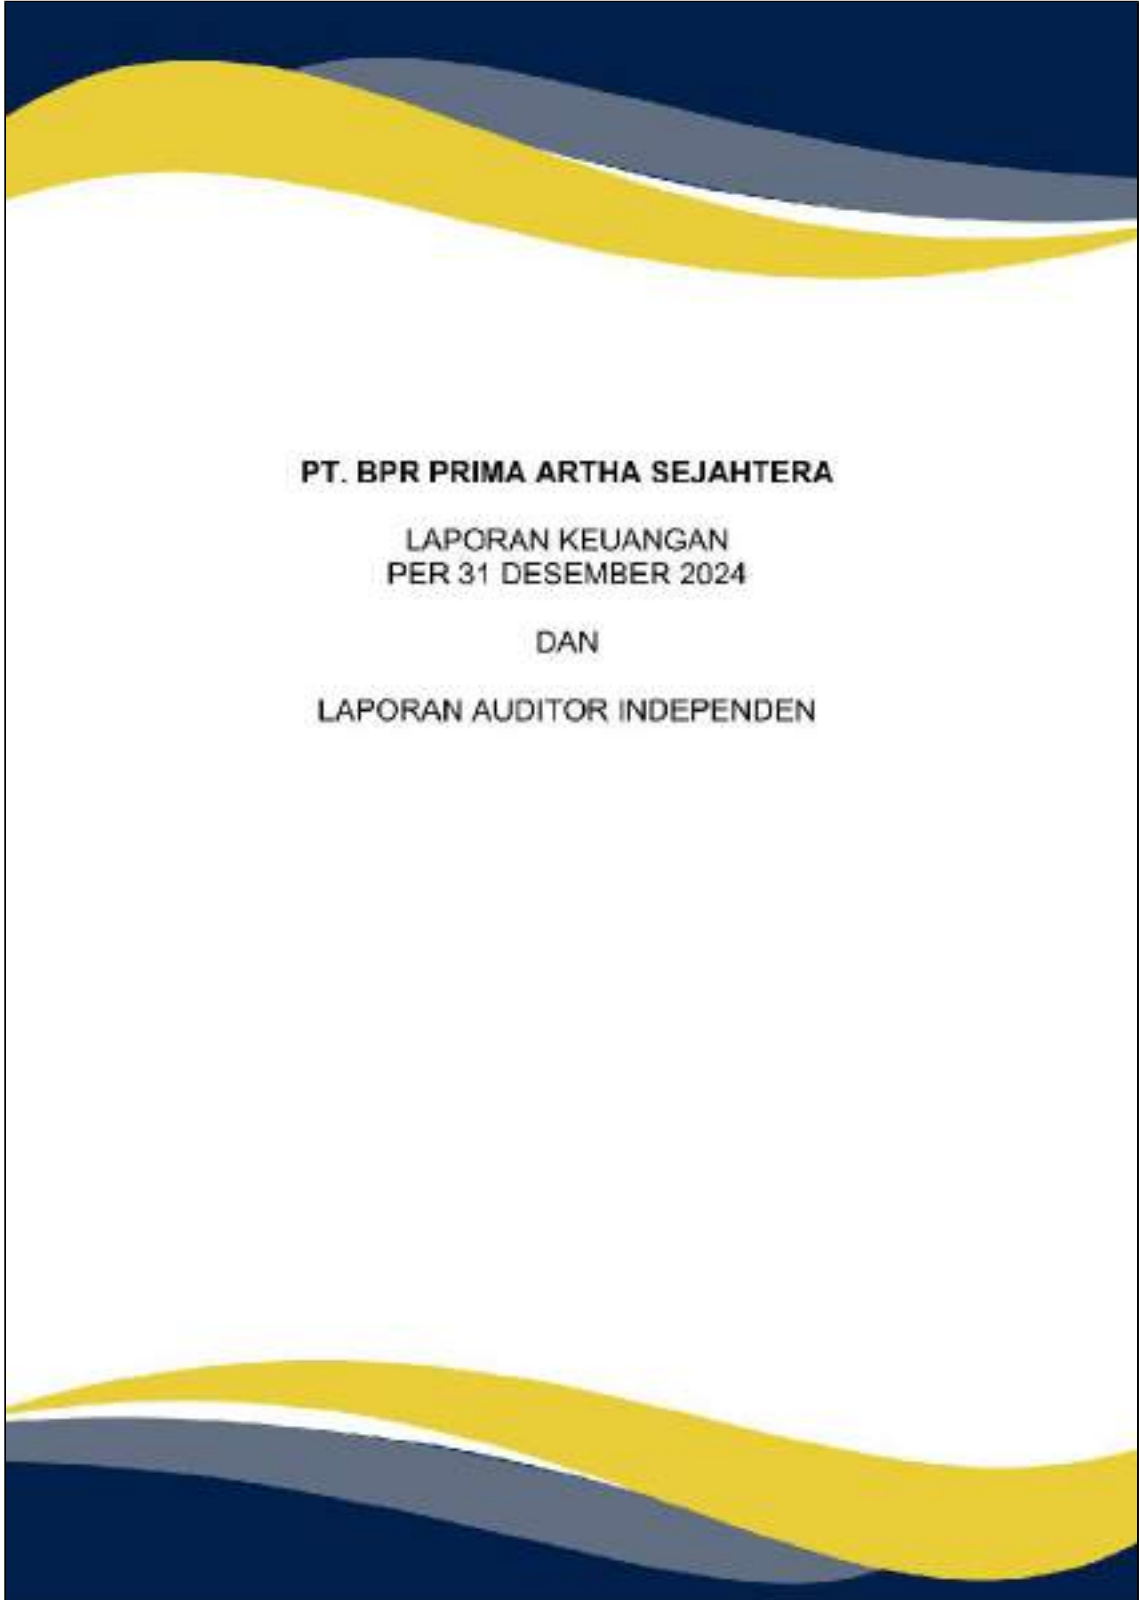 PT. BPR PRIMA ARTHA SEJAHTERA
LAPORAN KEUANGAN
PER 31 DESEMBER 2024
DAN
LAPORAN AUDITOR INDEPENDEN